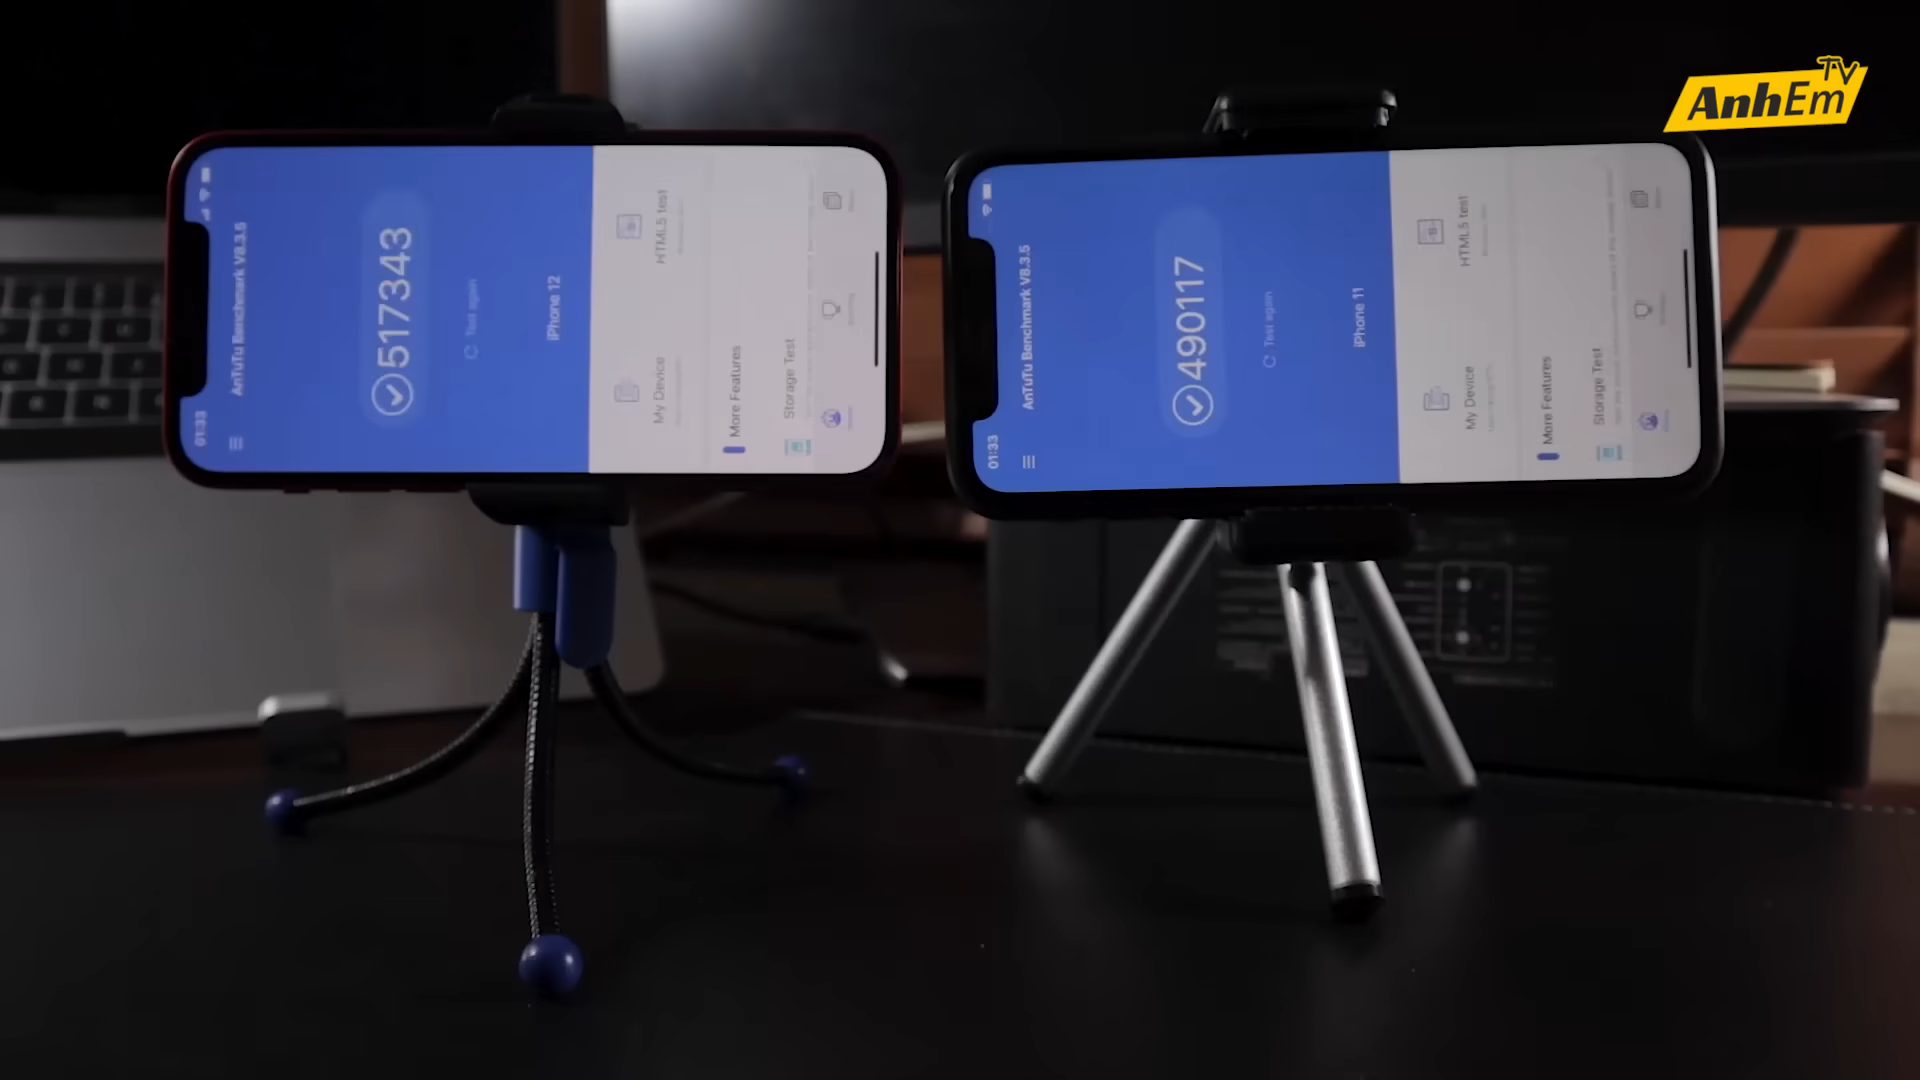 AnhEm TV
01:33
AnTuTu Benchmark V8.3.5
517343
Test again
iPhone 12
My Device
HTML5 test
More Features
Storage Test
01:33
AnTuTu Benchmark V8.3.5
490117
Test again
iPhone 11
My Device
HTML5 test
More Features
Storage Test